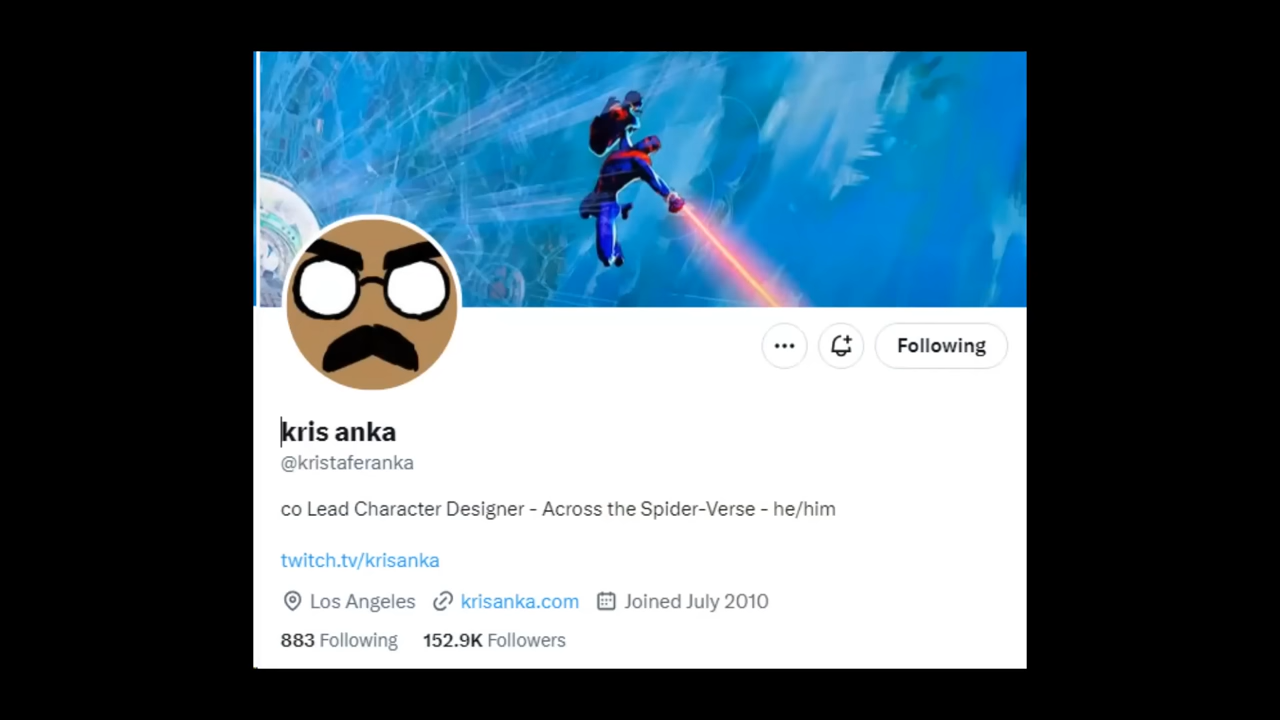 Following
kris anka
@kristaferanka
co Lead Character Designer - Across the Spider-Verse - he/him
twitch.tv/krisanka
Los Angeles krisanka.com Joined July 2010
883 Following 152.9K Followers